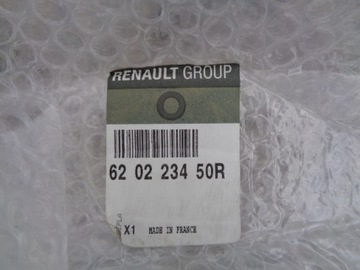 RENAULT GROUP
62 02 234 50R
X1 MADE IN FRANCE